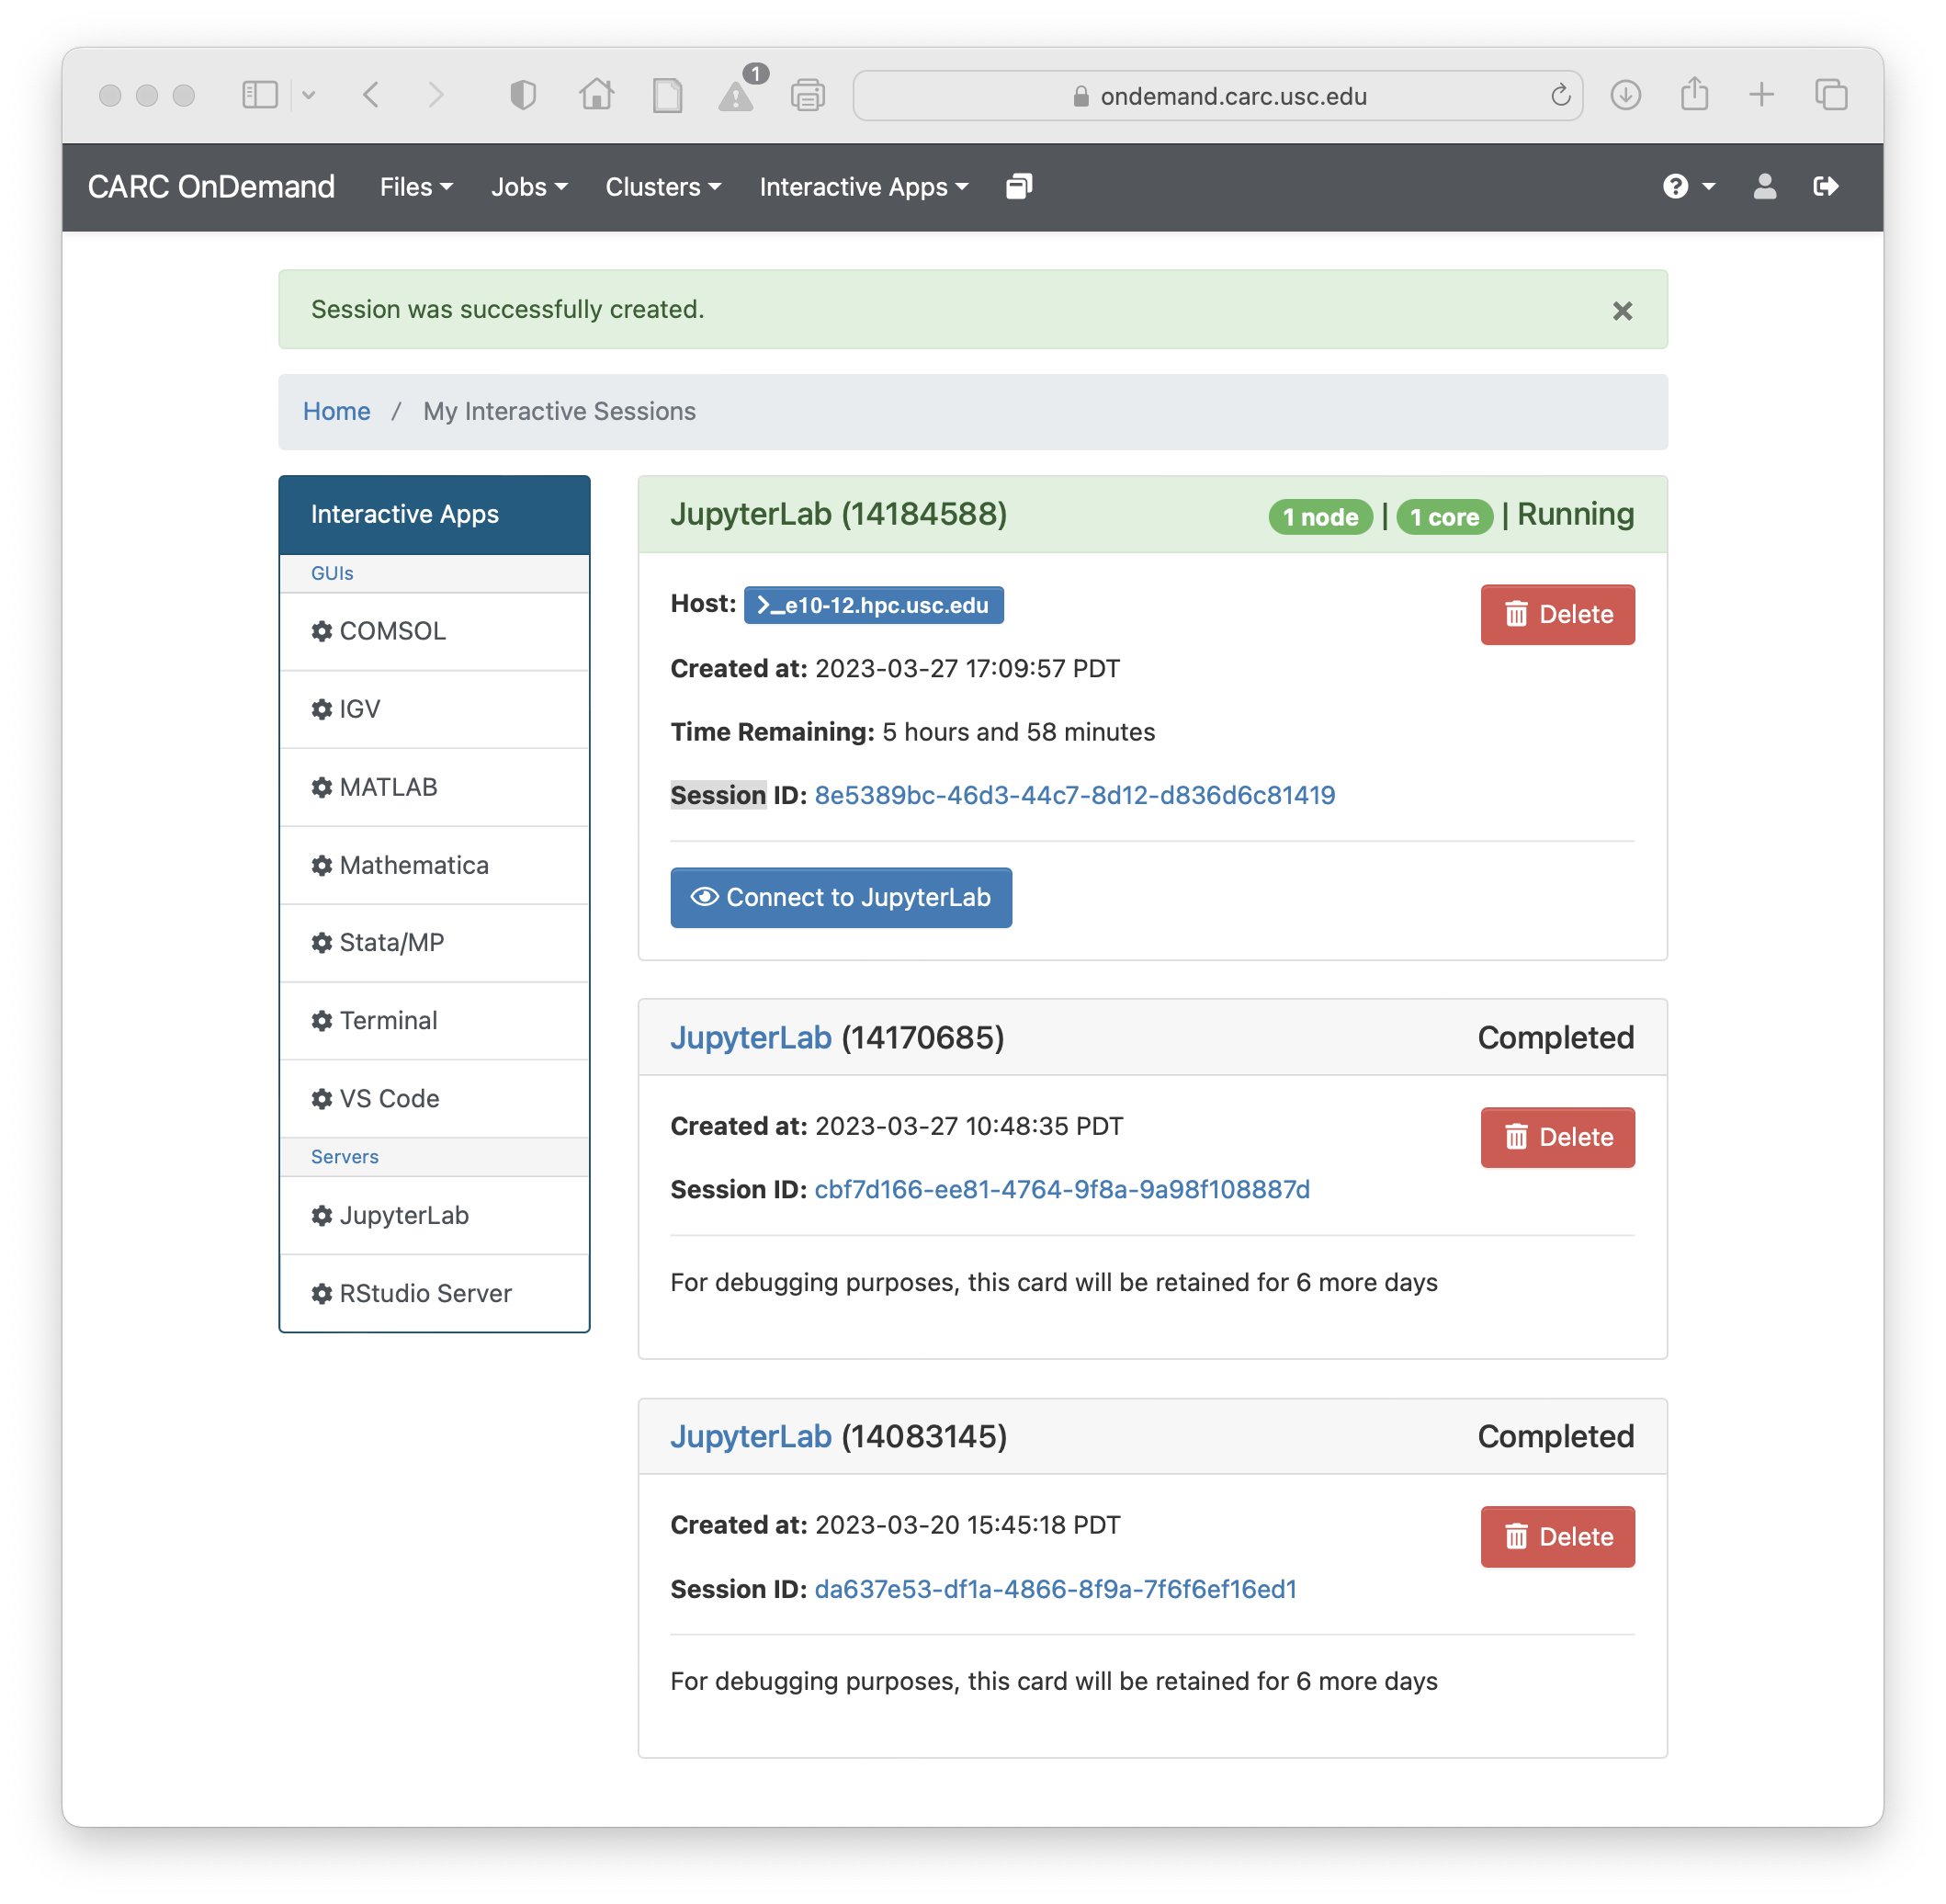 1
ondemand.carc.usc.edu
CARC OnDemand Files Jobs Clusters Interactive Apps
Session was successfully created.
Home / My Interactive Sessions
Interactive Apps
GUIs
COMSOL
IGV
MATLAB
Mathematica
Stata/MP
Terminal
VS Code
Servers
JupyterLab
RStudio Server
JupyterLab (14184588) 1 node | 1 core | Running
Host: >_e10-12.hpc.usc.edu
Delete
Created at: 2023-03-27 17:09:57 PDT
Time Remaining: 5 hours and 58 minutes
Session ID: 8e5389bc-46d3-44c7-8d12-d836d6c81419
Connect to JupyterLab
JupyterLab (14170685) Completed
Created at: 2023-03-27 10:48:35 PDT
Delete
Session ID: cbf7d166-ee81-4764-9f8a-9a98f108887d
For debugging purposes, this card will be retained for 6 more days
JupyterLab (14083145) Completed
Created at: 2023-03-20 15:45:18 PDT
Delete
Session ID: da637e53-df1a-4866-8f9a-7f6f6ef16ed1
For debugging purposes, this card will be retained for 6 more days